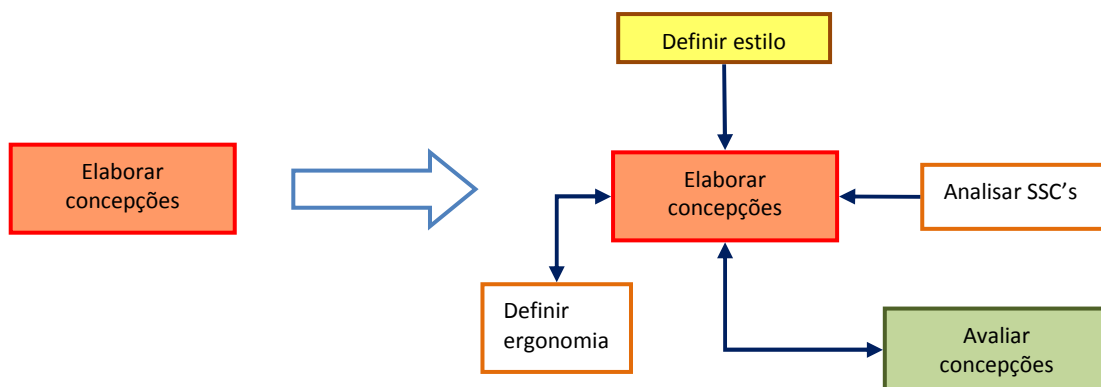 Definir estilo
Elaborar
concepções
Elaborar
concepções
Analisar SSC’s
Definir
ergonomia
Avaliar
concepções